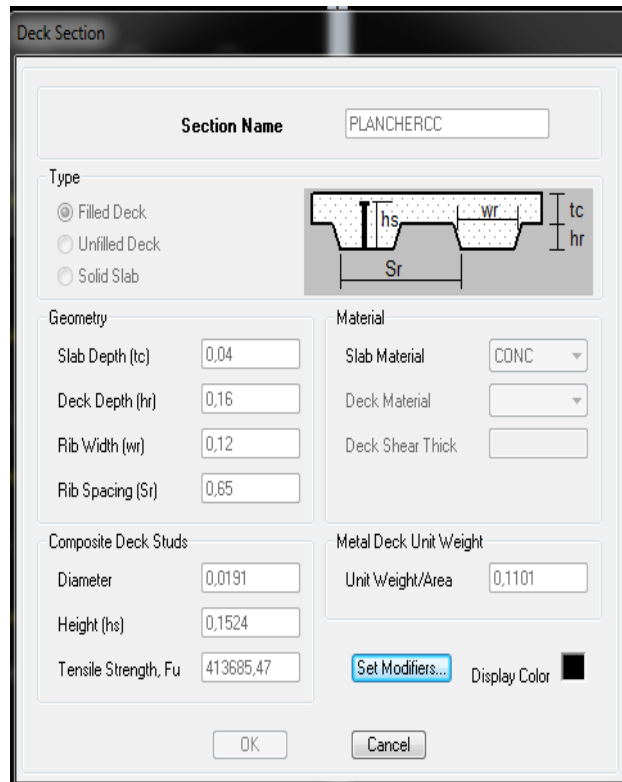 Deck Section
Section Name PLANCHERCC
Type
Filled Deck
Unfilled Deck
Solid Slab
hs wr tc
hr
Sr
Geometry
Slab Depth (tc) 0,04
Deck Depth (hr) 0,16
Rib Width (wr) 0,12
Rib Spacing (Sr) 0,65
Material
Slab Material CONC
Deck Material
Deck Shear Thick
Composite Deck Studs
Diameter 0,0191
Height (hs) 0,1524
Tensile Strength, Fu 413685,47
Metal Deck Unit Weight
Unit Weight/Area 0,1101
Set Modifiers... Display Color
OK Cancel